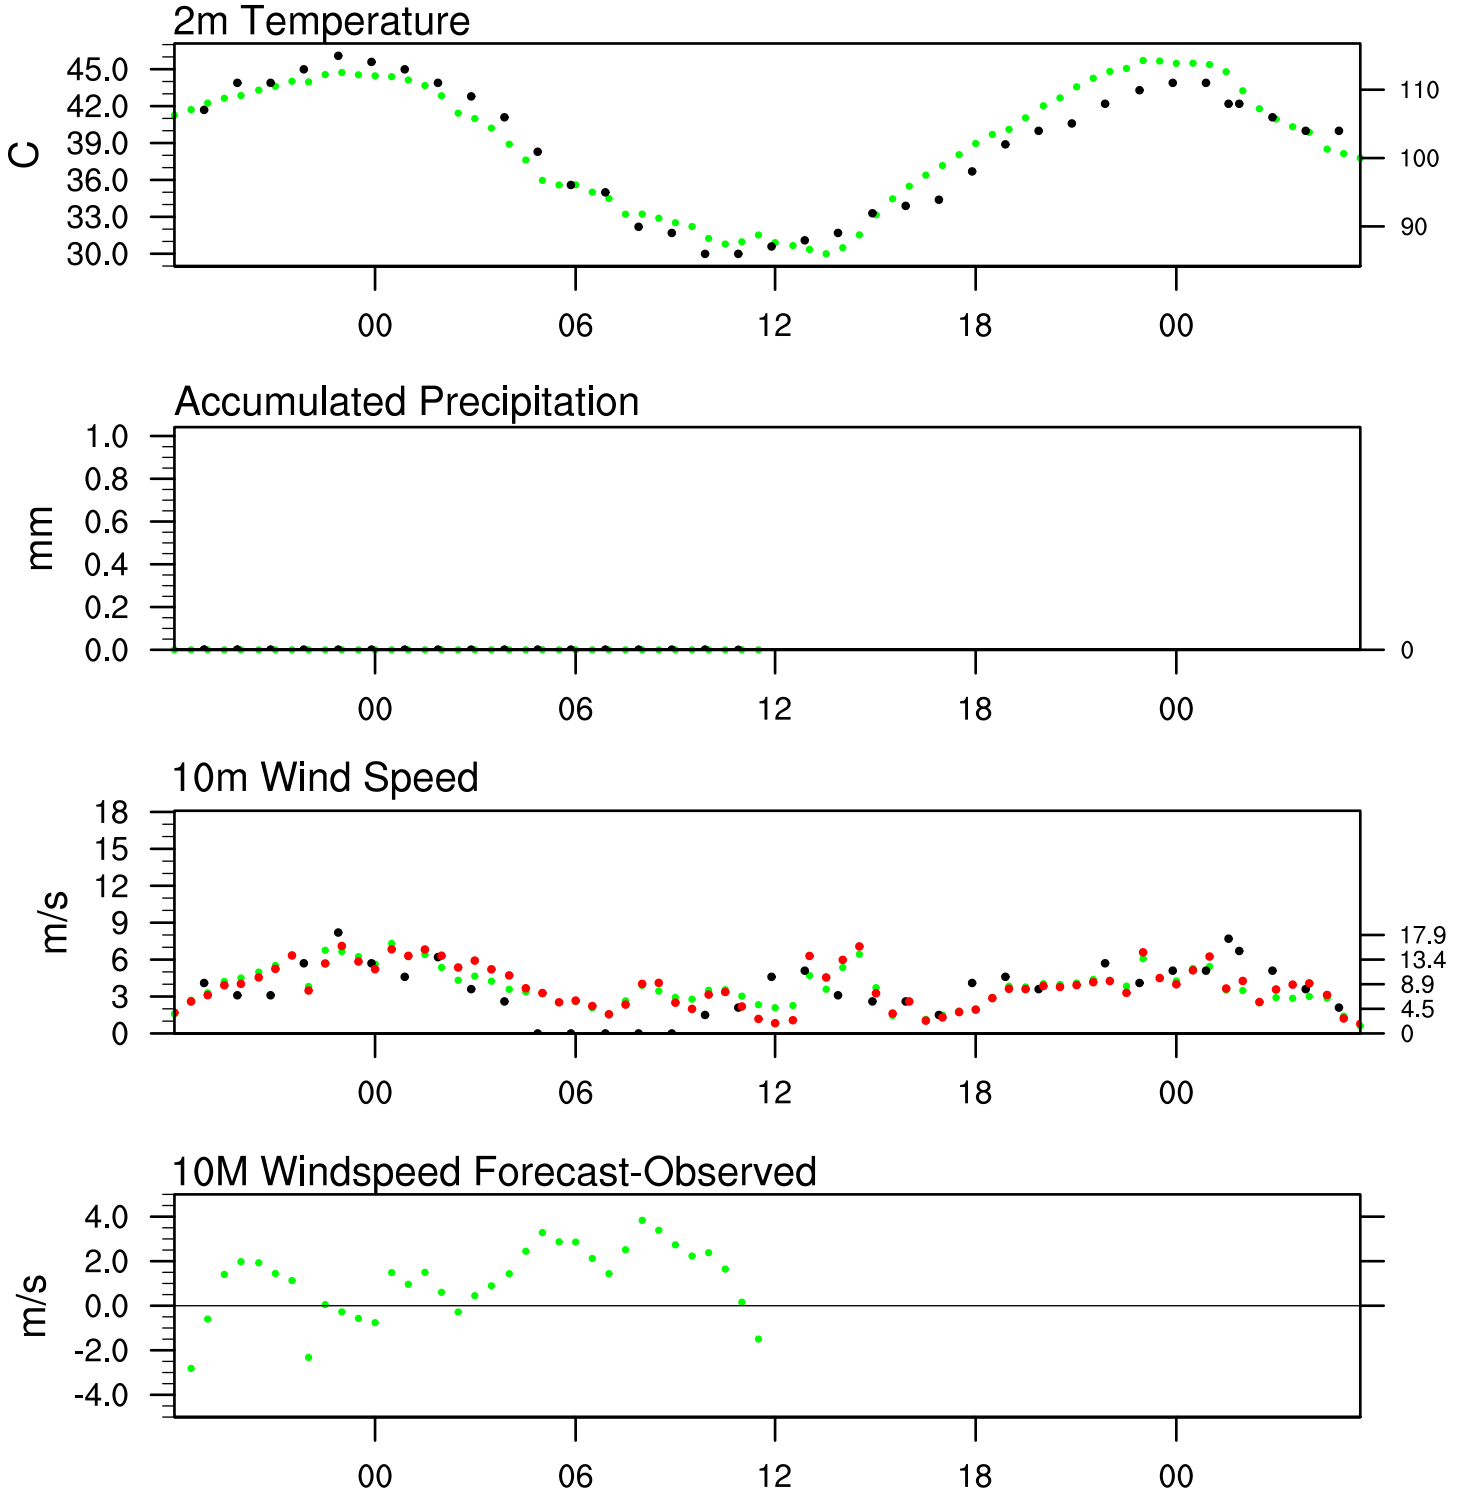 2m Temperature
45.0
42.0
39.0
36.0
33.0
30.0
C
110
100
90
00 06 12 18 00
Accumulated Precipitation
1.0
0.8
0.6
0.4
0.2
0.0
mm
0
00 06 12 18 00
10m Wind Speed
18
15
12
9
6
3
0
m/s
17.9
13.4
8.9
4.5
0
00 06 12 18 00
10M Windspeed Forecast-Observed
4.0
2.0
0.0
-2.0
-4.0
m/s
00 06 12 18 00